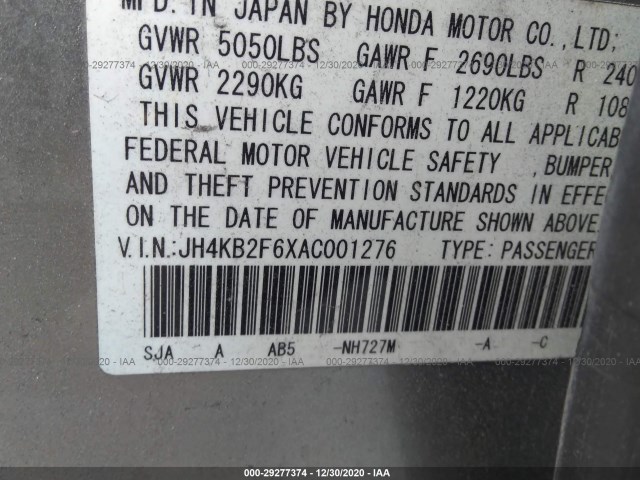 MFD. IN JAPAN BY HONDA MOTOR CO., LTD;
GVWR 5050LBS GAWR F 2690LBS R 240
GVWR 2290KG GAWR F 1220KG R 108
THIS VEHICLE CONFORMS TO ALL APPLICAB
FEDERAL MOTOR VEHICLE SAFETY , BUMPER
AND THEFT PREVENTION STANDARDS IN EFFE
ON THE DATE OF MANUFACTURE SHOWN ABOVE.
V.I.N.:JH4KB2F6XAC001276 TYPE: PASSENGER
SJA A AB5 -NH727M -A -C
000-29277374 - 12/30/2020 - IAA